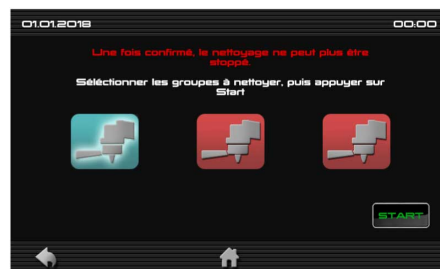 01.01.2018
00:00
Une fois confirmé, le nettoyage ne peut plus être
stoppé.
Séléctionner les groupes à nettoyer, puis appuyer sur
Start
START